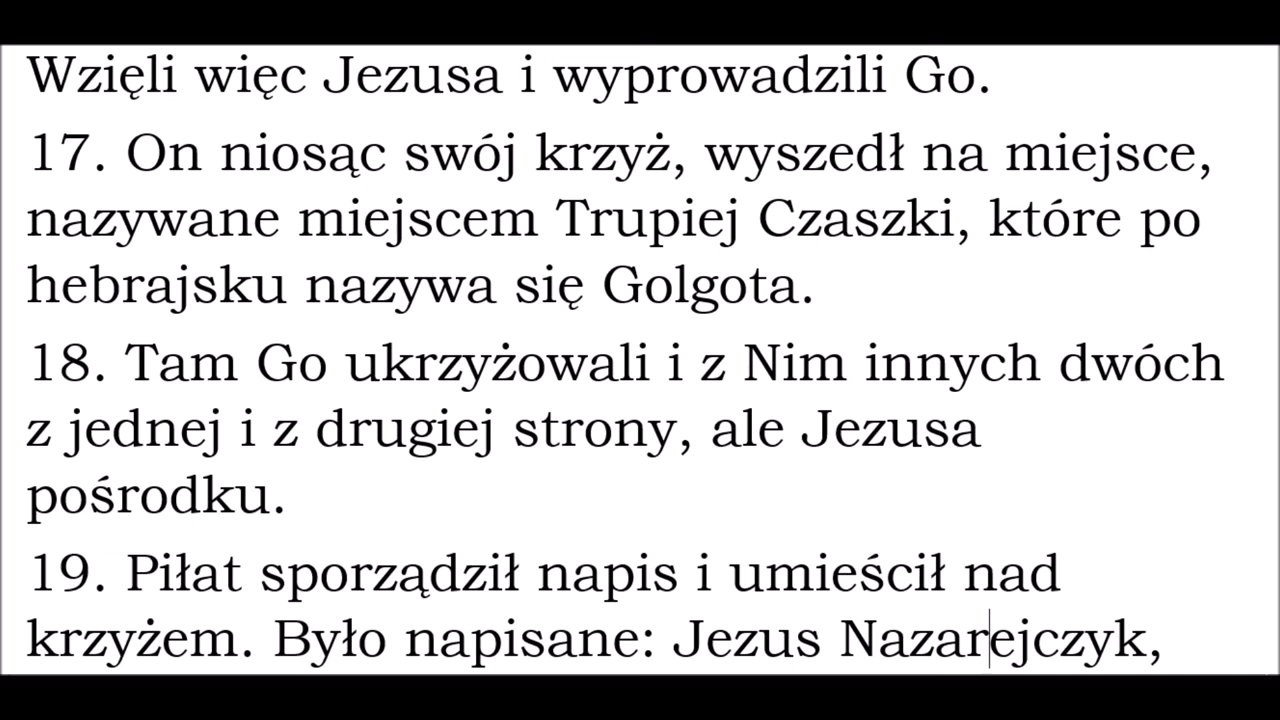 Wzięli więc Jezusa i wyprowadzili Go.
17. On niosąc swój krzyż, wyszedł na miejsce,
nazywane miejscem Trupiej Czaszki, które po
hebrajsku nazywa się Golgota.
18. Tam Go ukrzyżowali i z Nim innych dwóch
z jednej i z drugiej strony, ale Jezusa
pośrodku.
19. Piłat sporządził napis i umieścił nad
krzyżem. Było napisane: Jezus Nazarejczyk,